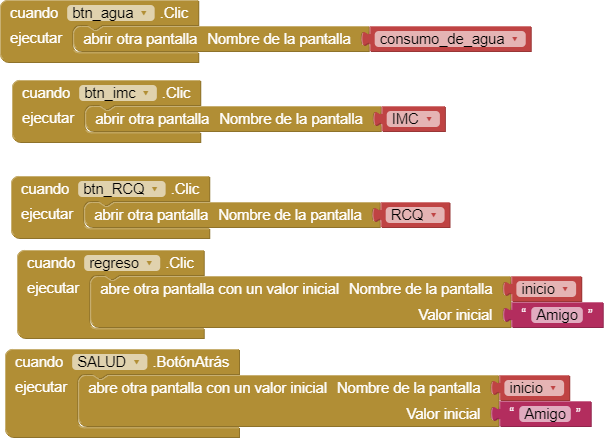 cuando btn_agua .Clic
ejecutar abrir otra pantalla Nombre de la pantalla consumo_de_agua
cuando btn_imc .Clic
ejecutar abrir otra pantalla Nombre de la pantalla IMC
cuando btn_RCQ .Clic
ejecutar abrir otra pantalla Nombre de la pantalla RCQ
cuando regreso .Clic
ejecutar abre otra pantalla con un valor inicial Nombre de la pantalla inicio
Valor inicial “ Amigo ”
cuando SALUD .BotónAtrás
ejecutar abre otra pantalla con un valor inicial Nombre de la pantalla inicio
Valor inicial “ Amigo ”